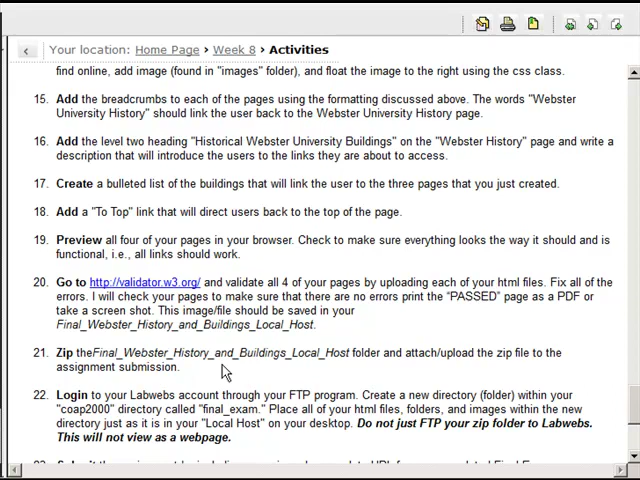 Your location: Home Page › Week 8 › Activities
find online, add image (found in "images" folder), and float the image to the right using the css class.
15. Add the breadcrumbs to each of the pages using the formatting discussed above. The words "Webster
University History" should link the user back to the Webster University History page.
16. Add the level two heading "Historical Webster University Buildings" on the "Webster History" page and write a
description that will introduce the users to the links they are about to access.
17. Create a bulleted list of the buildings that will link the user to the three pages that you just created.
18. Add a "To Top" link that will direct users back to the top of the page.
19. Preview all four of your pages in your browser. Check to make sure everything looks the way it should and is
functional, i.e., all links should work.
20. Go to http://validator.w3.org/ and validate all 4 of your pages by uploading each of your html files. Fix all of the
errors. I will check your pages to make sure that there are no errors print the "PASSED" page as a PDF or
take a screen shot. This image/file should be saved in your
Final_Webster_History_and_Buildings_Local_Host.
21. Zip theFinal_Webster_History_and_Buildings_Local_Host folder and attach/upload the zip file to the
assignment submission.
22. Login to your Labwebs account through your FTP program. Create a new directory (folder) within your
"coap2000" directory called "final_exam." Place all of your html files, folders, and images within the new
directory just as it is in your "Local Host" on your desktop. Do not just FTP your zip folder to Labwebs.
This will not view as a webpage.